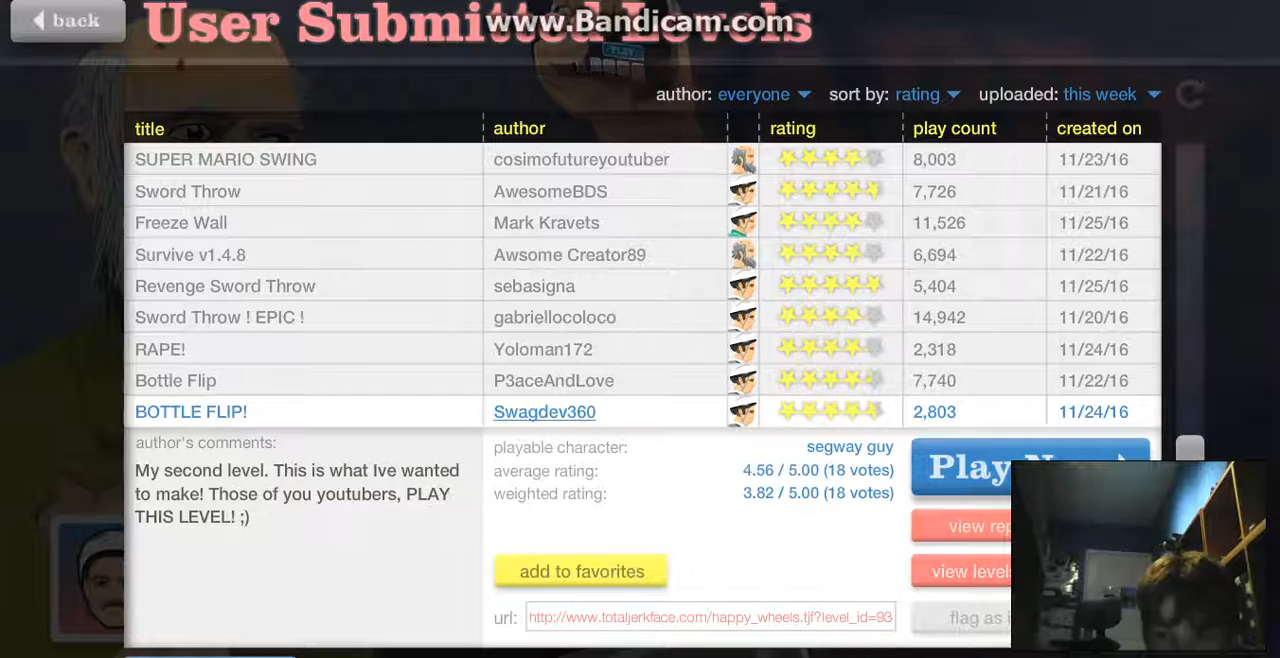 back
User Submitted Levels
www.Bandicam.com
PLAY
author: everyone sort by: rating uploaded: this week
title author rating play count created on
SUPER MARIO SWING cosimofutureyoutuber 8,003 11/23/16
Sword Throw AwesomeBDS 7,726 11/21/16
Freeze Wall Mark Kravets 11,526 11/25/16
Survive v1.4.8 Awsome Creator89 6,694 11/22/16
Revenge Sword Throw sebasigna 5,404 11/25/16
Sword Throw ! EPIC ! gabriellocoloco 14,942 11/20/16
RAPE! Yoloman172 2,318 11/24/16
Bottle Flip P3aceAndLove 7,740 11/22/16
BOTTLE FLIP! Swagdev360 2,803 11/24/16
author's comments:
My second level. This is what Ive wanted
to make! Those of you youtubers, PLAY
THIS LEVEL! ;)
playable character: segway guy
average rating: 4.56 / 5.00 (18 votes)
weighted rating: 3.82 / 5.00 (18 votes)
add to favorites
url: http://www.totaljerkface.com/happy_wheels.tjf?level_id=93
Play N
view rep
view levels
flag as i